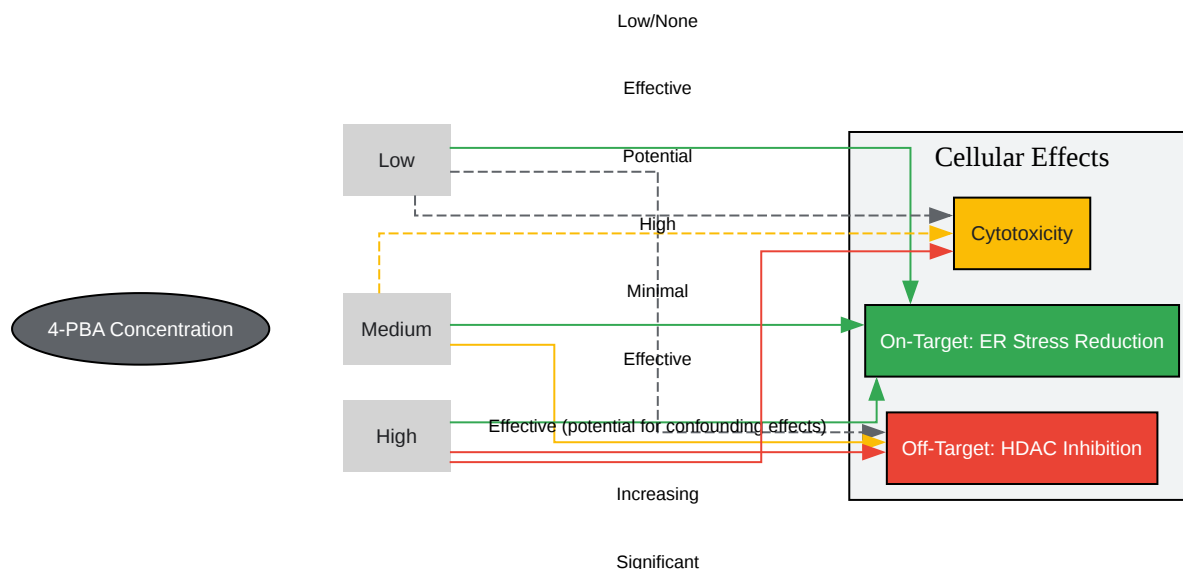 Low/None
Effective
Low
Potential
Cellular Effects
High
Cytotoxicity
Minimal
4-PBA Concentration
Medium
On-Target: ER Stress Reduction
Effective
High
Effective (potential for confounding effects)
Off-Target: HDAC Inhibition
Increasing
Significant